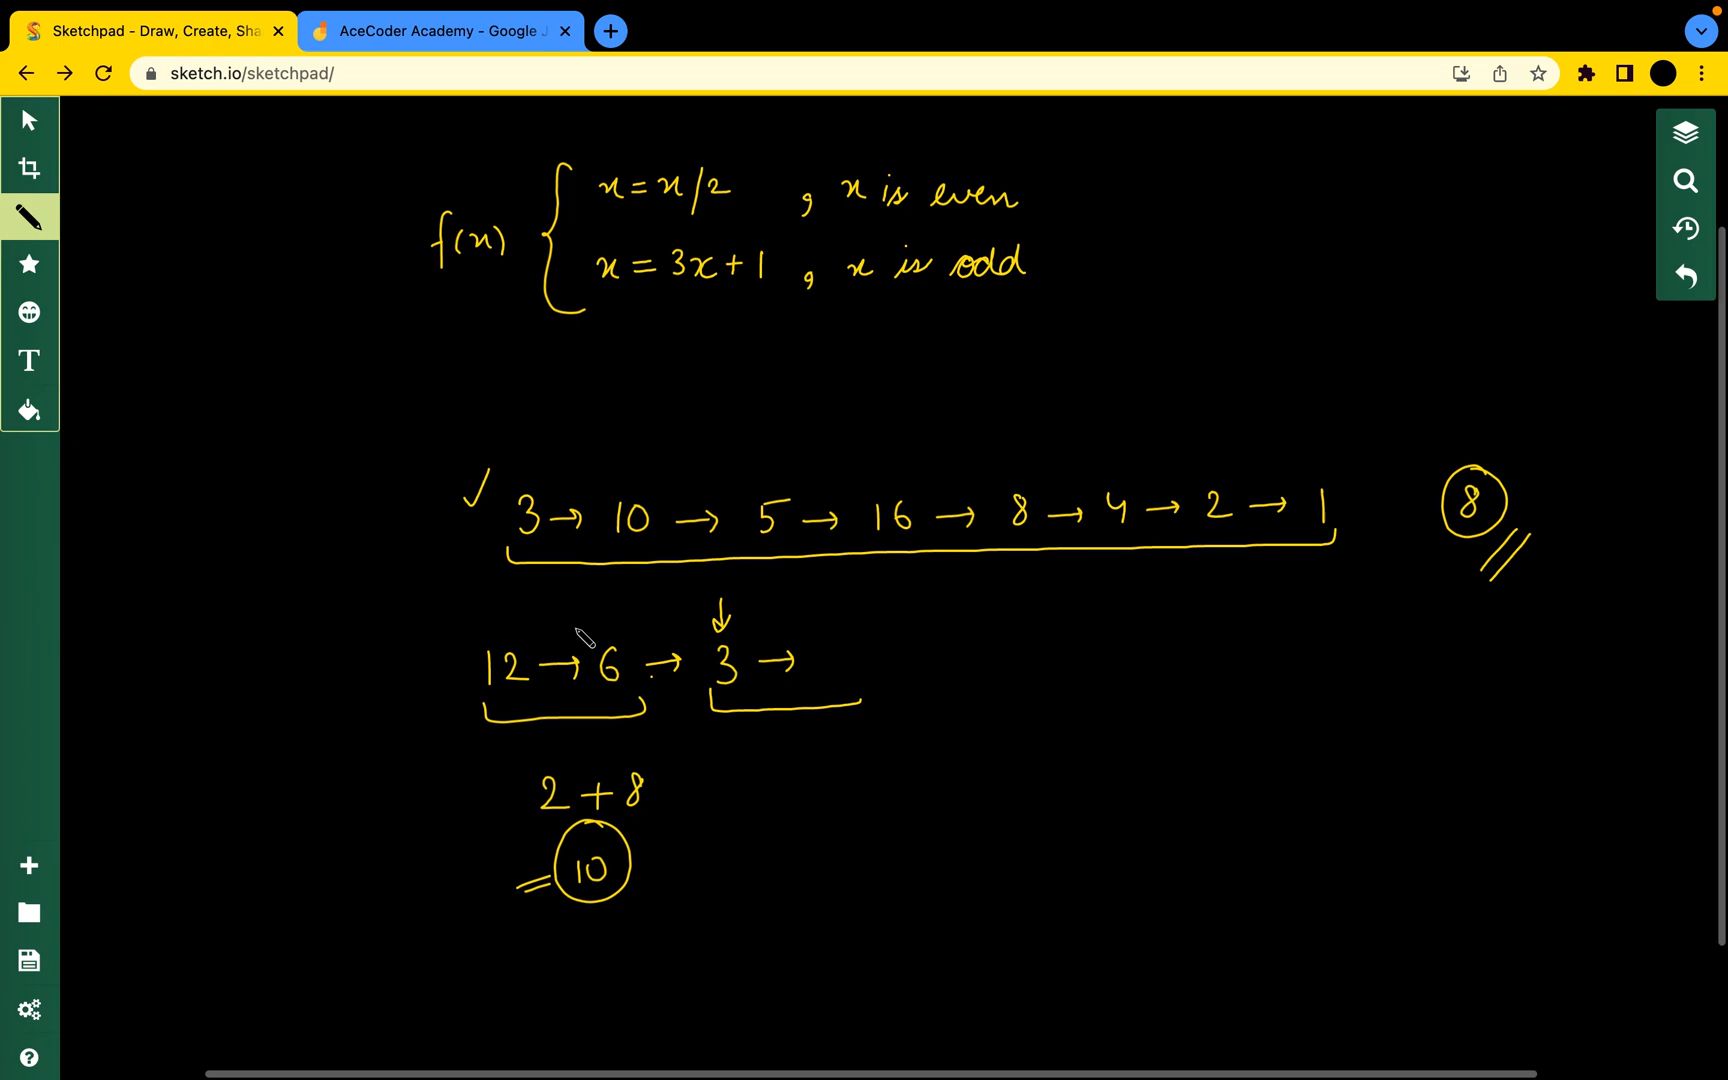 Sketchpad - Draw, Create, Sha
AceCoder Academy - Google J
sketch.io/sketchpad/
T
f(x)
x = x/2 , x is even
x = 3x + 1 , x is odd
✓ 3 → 10 → 5 → 16 → 8 → 4 → 2 → 1 8
12 → 6 → 3 →
2 + 8
= 10